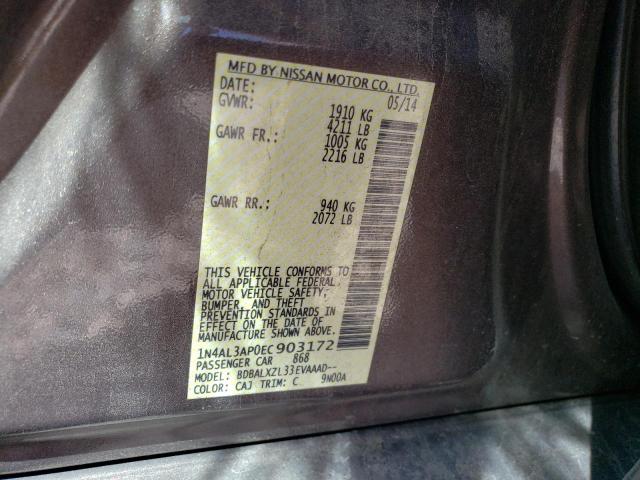 MFD BY NISSAN MOTOR CO., LTD.
DATE: 05/14
GVWR: 1910 KG
4211 LB
GAWR FR.: 1005 KG
2216 LB
GAWR RR.: 940 KG
2072 LB
THIS VEHICLE CONFORMS TO
ALL APPLICABLE FEDERAL
MOTOR VEHICLE SAFETY,
BUMPER, AND THEFT
PREVENTION STANDARDS IN
EFFECT ON THE DATE OF
MANUFACTURE SHOWN ABOVE.
1N4AL3AP0EC903172
PASSENGER CAR 868
MODEL: BDBALXZL33EVAAAD--
COLOR: CAJ TRIM: C 9N00A